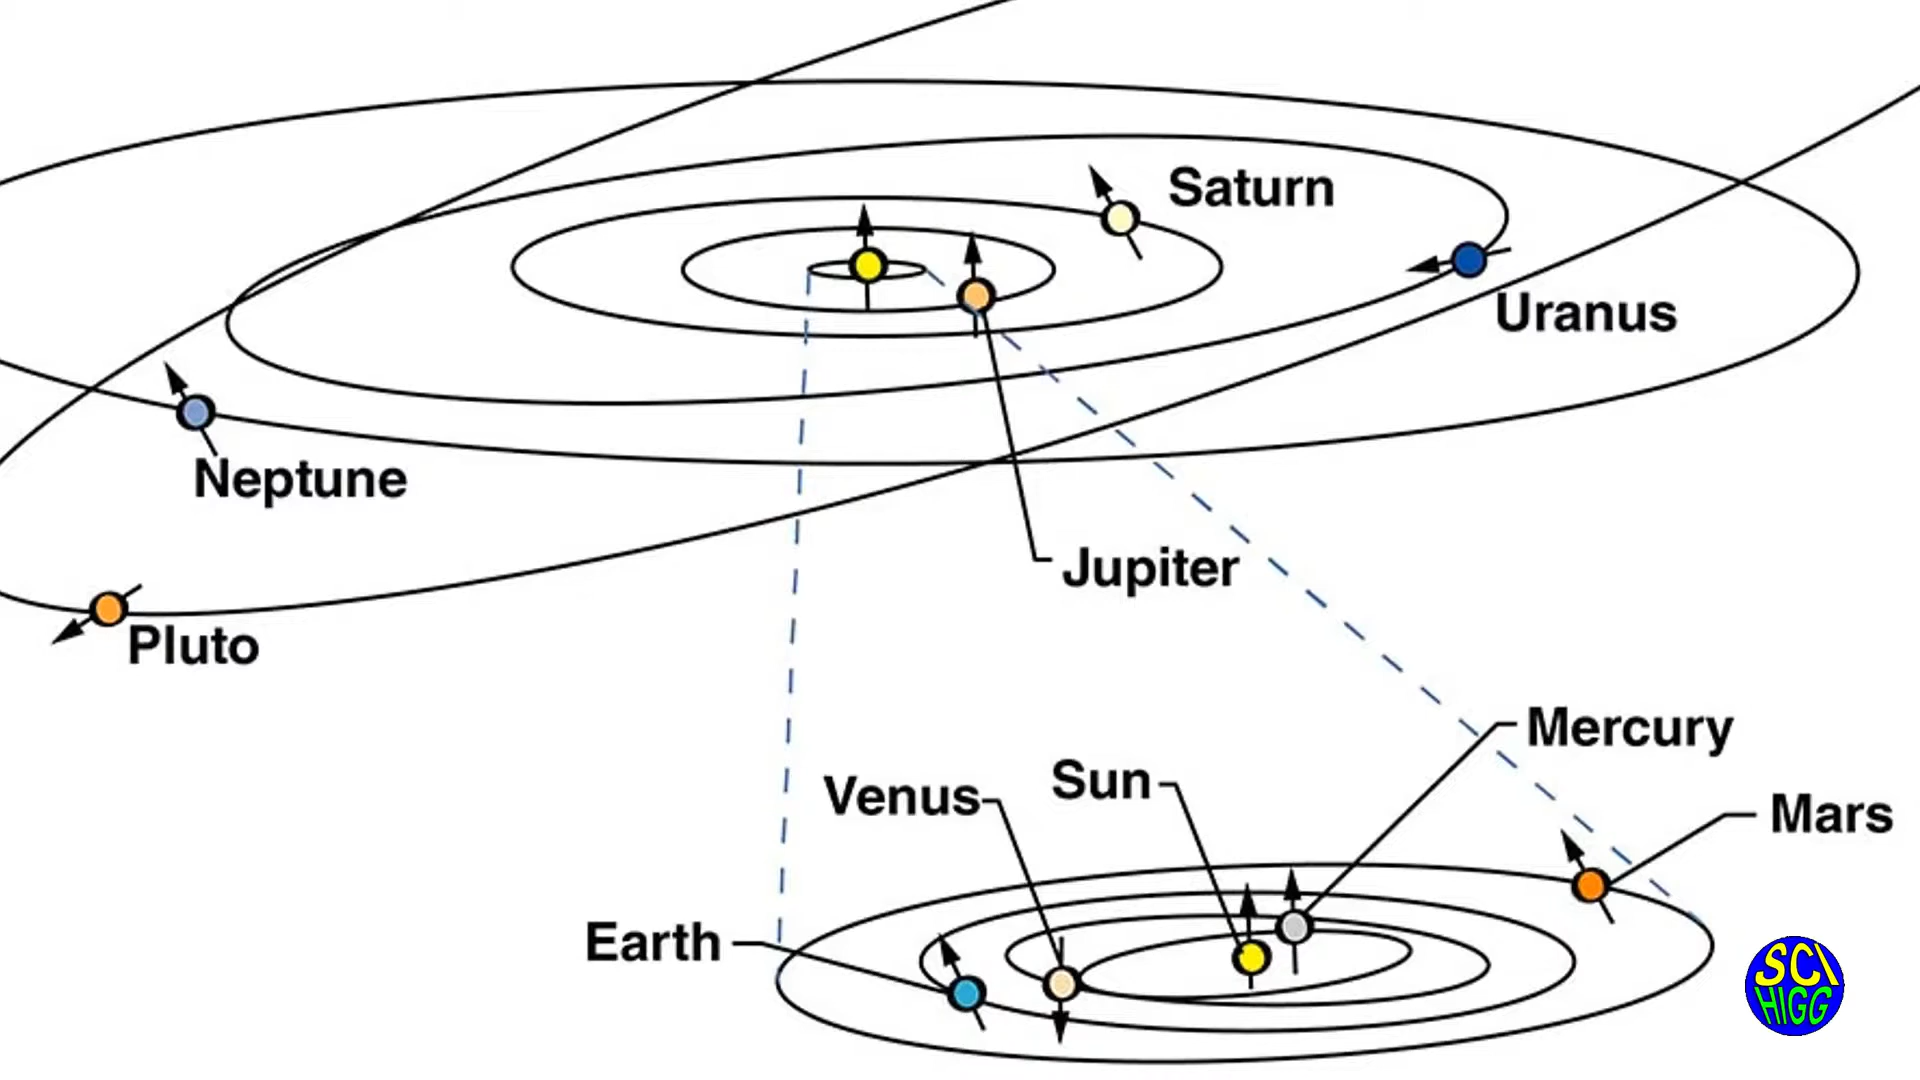 Saturn
Uranus
Neptune
Jupiter
Pluto
Mercury
Venus
Sun
Mars
Earth
SCI
HIGG